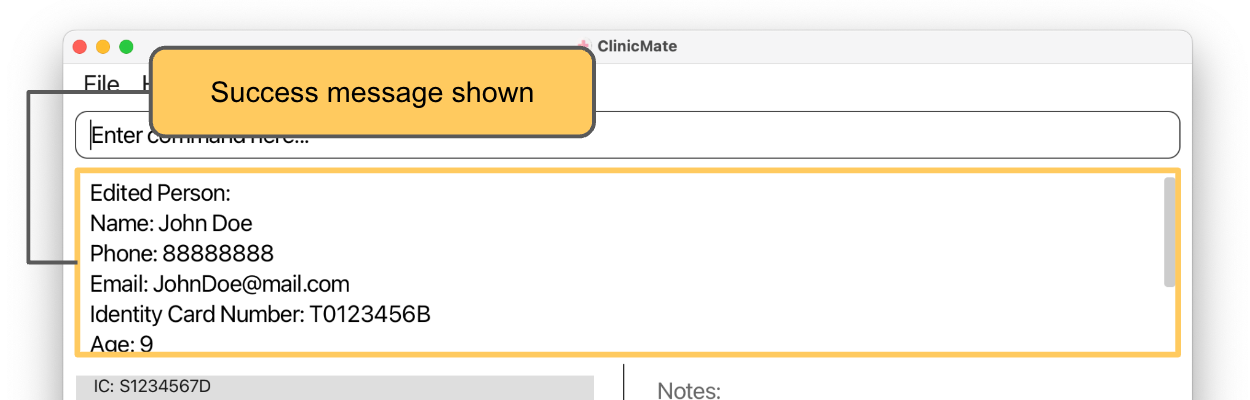 ClinicMate
File
Success message shown
Enter command here...
Edited Person:
Name: John Doe
Phone: 88888888
Email: JohnDoe@mail.com
Identity Card Number: T0123456B
Age: 9
IC: S1234567D
Notes: